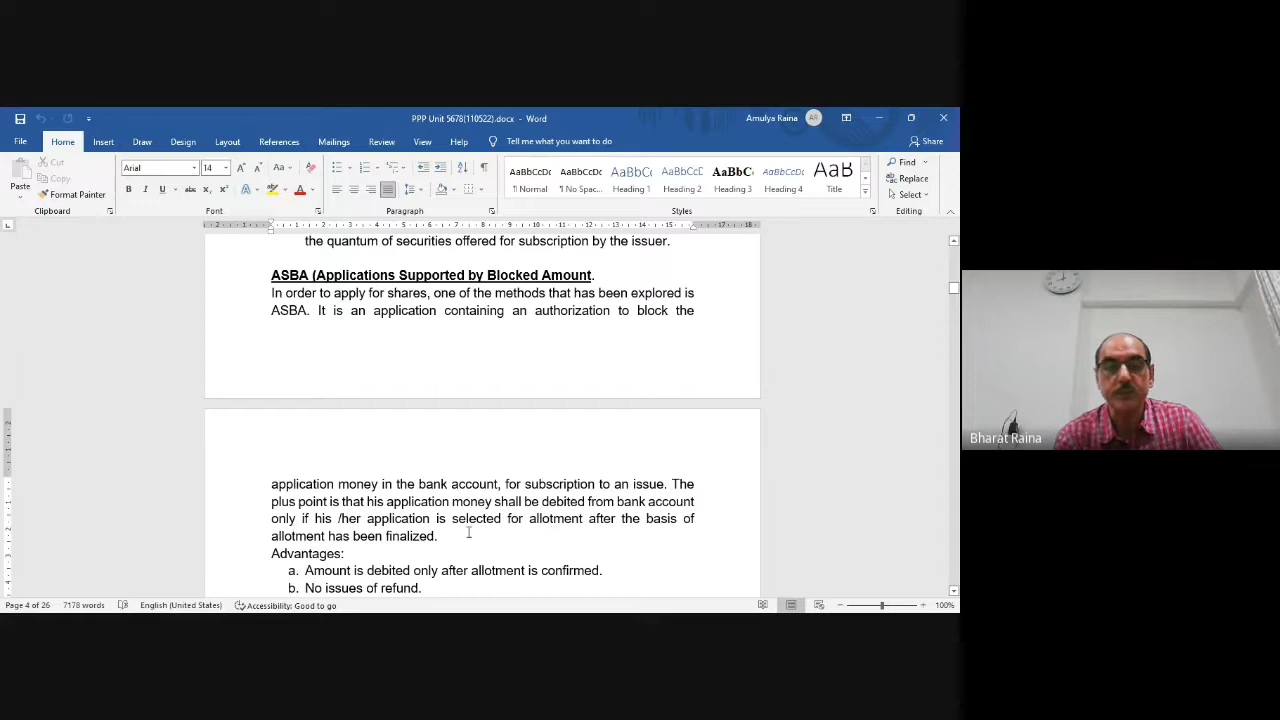 PPP Unit 5678(110522).docx - Word
Amulya Raina
AR
File
Home
Insert
Draw
Design
Layout
References
Mailings
Review
View
Help
Tell me what you want to do
Share
Paste
Cut
Copy
Format Painter
Clipboard
Arial
14
Font
Paragraph
AaBbCcDc
¶ Normal
AaBbCcDc
¶ No Spac...
AaBbCc
Heading 1
AaBbCcD
Heading 2
AaBbC
Heading 3
AaBbCcD
Heading 4
AaB
Title
Styles
Find
Replace
Select
Editing
the quantum of securities offered for subscription by the issuer.
ASBA (Applications Supported by Blocked Amount.
In order to apply for shares, one of the methods that has been explored is
ASBA. It is an application containing an authorization to block the
application money in the bank account, for subscription to an issue. The
plus point is that his application money shall be debited from bank account
only if his /her application is selected for allotment after the basis of
allotment has been finalized.
Advantages:
a. Amount is debited only after allotment is confirmed.
b. No issues of refund.
Page 4 of 26
7178 words
English (United States)
Accessibility: Good to go
100%
Bharat Raina